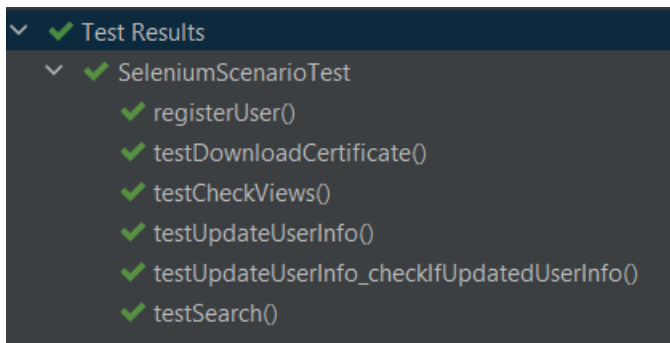 Test Results
SeleniumScenarioTest
registerUser()
testDownloadCertificate()
testCheckViews()
testUpdateUserInfo()
testUpdateUserInfo_checkIfUpdatedUserInfo()
testSearch()